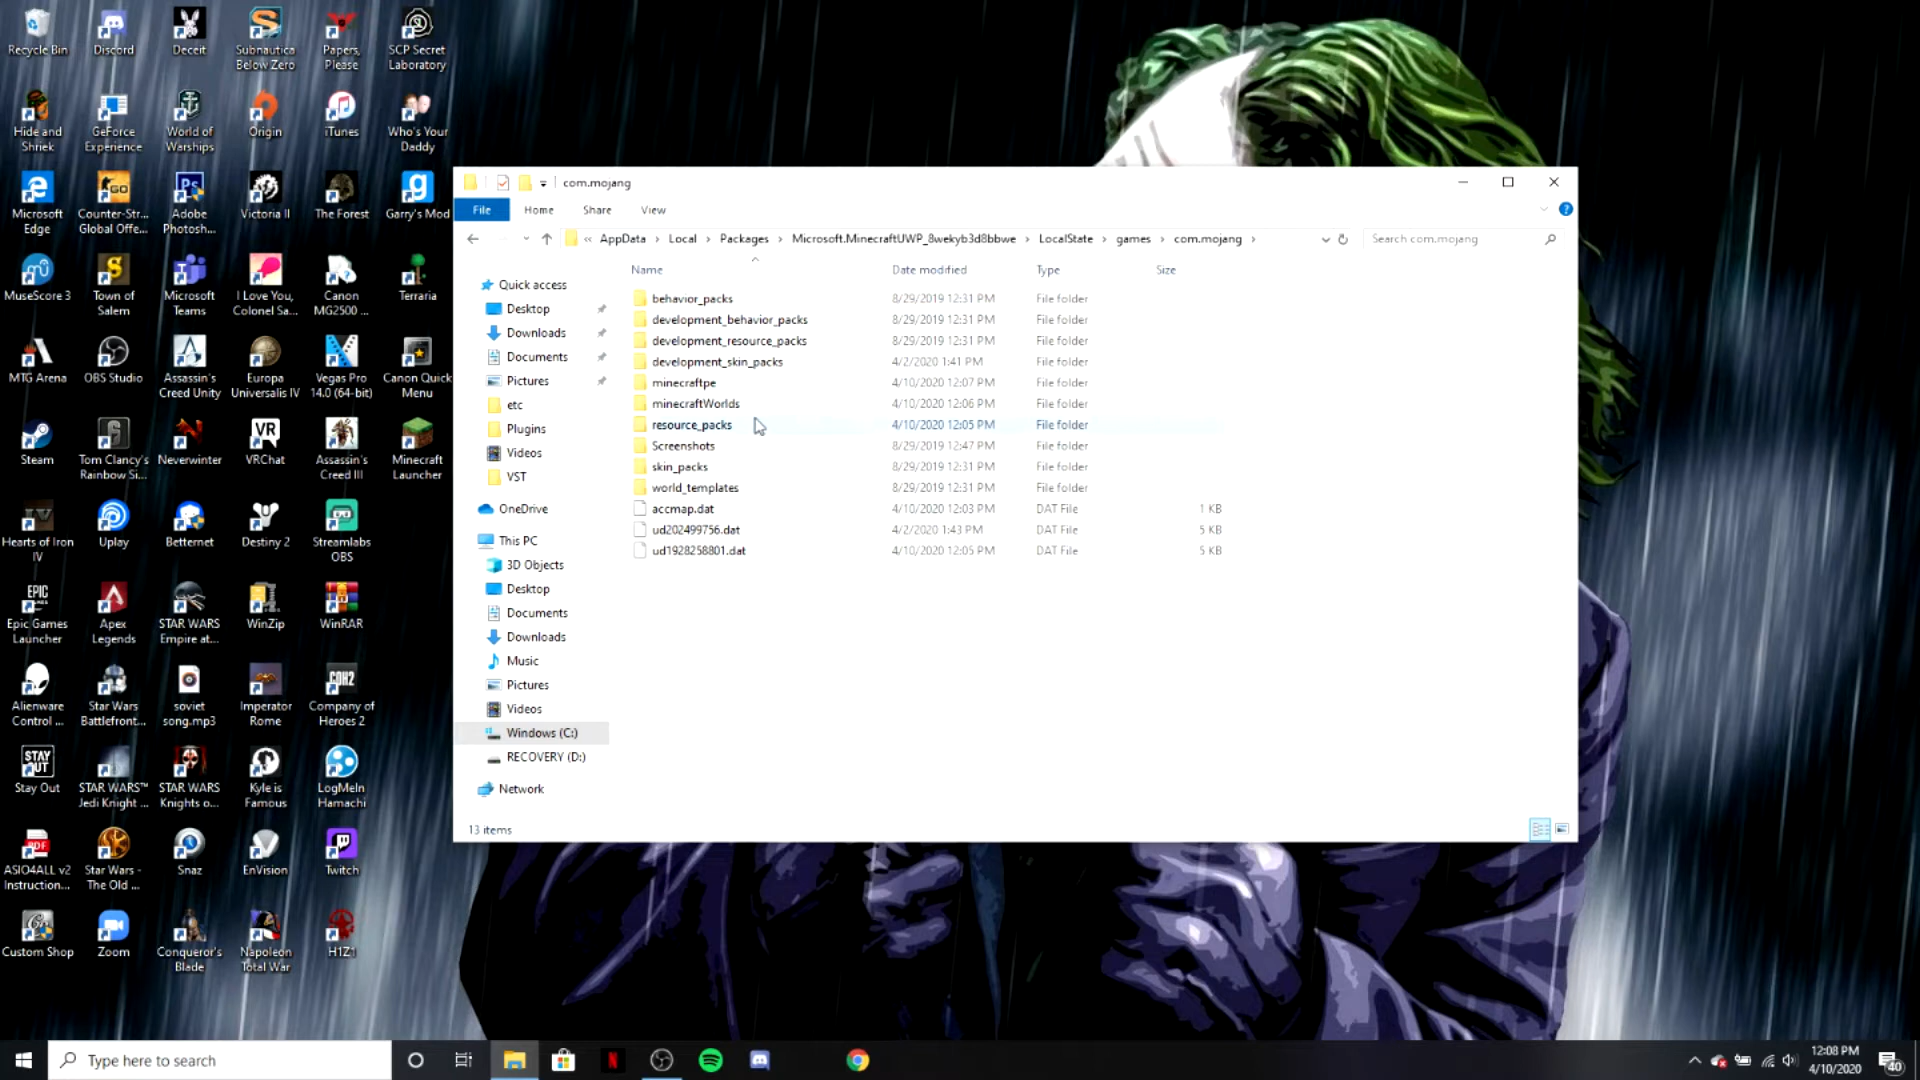 Recycle Bin
Discord
Deceit
Subnautica
Below Zero
Papers,
Please
SCP Secret
Laboratory
Hide and
Shriek
GeForce
Experience
World of
Warships
Origin
iTunes
Who's Your
Daddy
Microsoft
Edge
Counter-Str...
Global Offe...
Adobe
Photosh...
Victoria II
The Forest
Garry's Mod
MuseScore 3
Town of
Salem
Microsoft
Teams
I Love You,
Colonel Sa...
Canon
MG2500 ...
Terraria
MTG Arena
OBS Studio
Assassin's
Creed Unity
Europa
Universalis IV
Vegas Pro
14.0 (64-bit)
Canon Quick
Menu
Steam
Tom Clancy's
Rainbow Si...
Neverwinter
VRChat
Assassin's
Creed III
Minecraft
Launcher
Hearts of Iron
IV
Uplay
Betternet
Destiny 2
Streamlabs
OBS
Epic Games
Launcher
Apex
Legends
STAR WARS
Empire at...
WinZip
WinRAR
Alienware
Control ...
Star Wars
Battlefront...
soviet
song.mp3
Imperator
Rome
Company of
Heroes 2
Stay Out
STAR WARS™
Jedi Knight ...
STAR WARS
Knights o...
Kyle is
Famous
LogMeIn
Hamachi
ASIO4ALL v2
Instruction...
Star Wars -
The Old ...
Snaz
EnVision
Twitch
Custom Shop
Zoom
Conqueror's
Blade
Napoleon
Total War
H1Z1
com.mojang
File Home Share View
« AppData › Local › Packages › Microsoft.MinecraftUWP_8wekyb3d8bbwe › LocalState › games › com.mojang ›
Search com.mojang
Quick access
Desktop
Downloads
Documents
Pictures
etc
Plugins
Videos
VST
OneDrive
This PC
3D Objects
Desktop
Documents
Downloads
Music
Pictures
Videos
Windows (C:)
RECOVERY (D:)
Network
Name Date modified Type Size
behavior_packs 8/29/2019 12:31 PM File folder
development_behavior_packs 8/29/2019 12:31 PM File folder
development_resource_packs 8/29/2019 12:31 PM File folder
development_skin_packs 4/2/2020 1:41 PM File folder
minecraftpe 4/10/2020 12:07 PM File folder
minecraftWorlds 4/10/2020 12:06 PM File folder
resource_packs 4/10/2020 12:05 PM File folder
Screenshots 8/29/2019 12:47 PM File folder
skin_packs 8/29/2019 12:31 PM File folder
world_templates 8/29/2019 12:31 PM File folder
accmap.dat 4/10/2020 12:03 PM DAT File 1 KB
ud202499756.dat 4/2/2020 1:43 PM DAT File 5 KB
ud1928258801.dat 4/10/2020 12:05 PM DAT File 5 KB
13 items
Type here to search
12:08 PM
4/10/2020
40